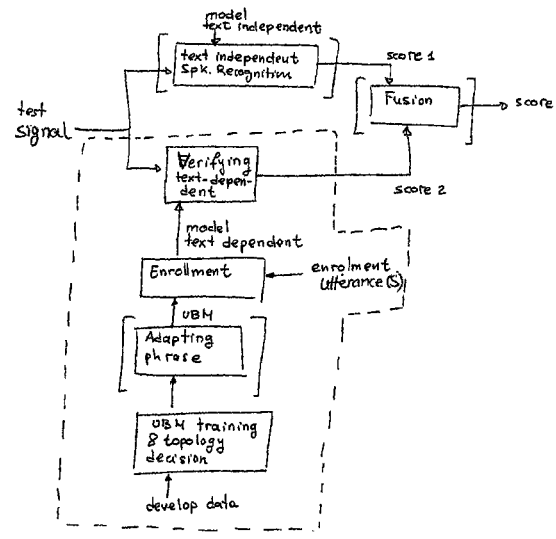 model
text independent
text independent
Spk. Recognition
score 1
Fusion
score
test
signal
Verifying
text-depen-
dent
score 2
model
text dependent
Enrollment
enrolment
utterance(s)
UBM
Adapting
phrase
UBM training
& topology
decision
develop data